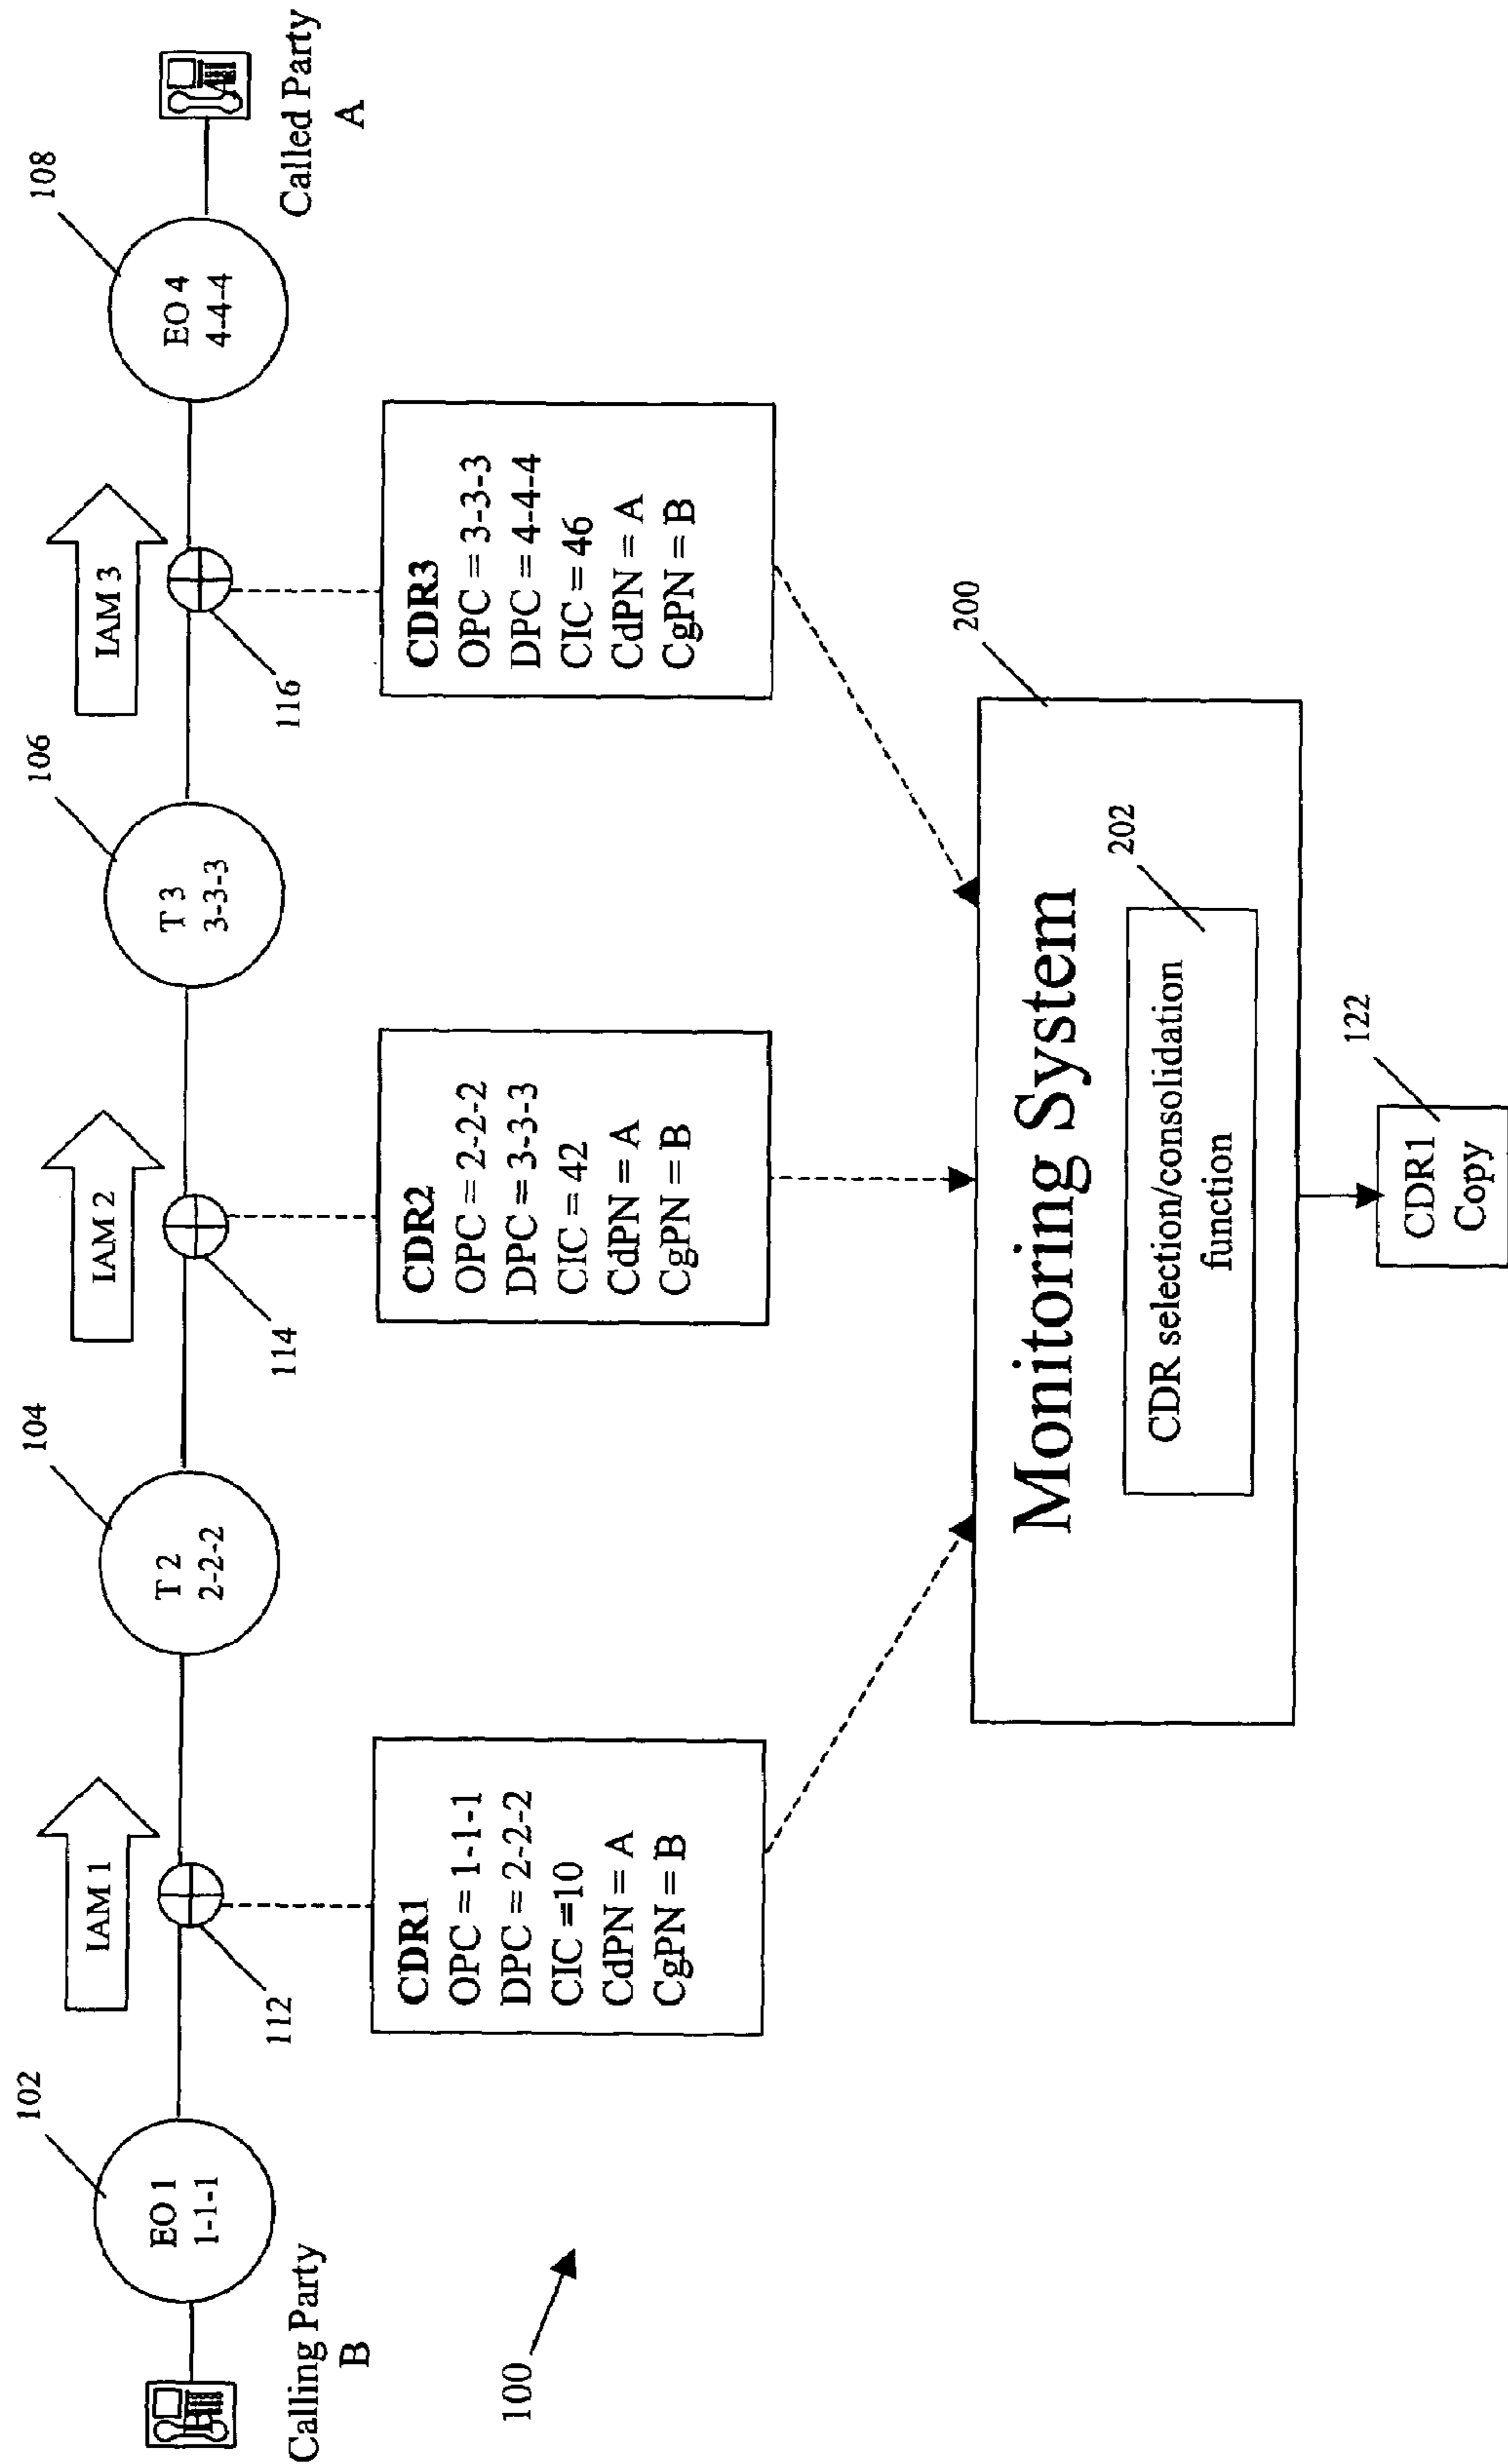 102
104
106
108
IAM 1
IAM 2
IAM 3
EO 1
1-1-1
T 2
2-2-2
T 3
3-3-3
EO 4
4-4-4
Calling Party
B
Called Party
A
112
114
116
CDR1
OPC = 1-1-1
DPC = 2-2-2
CIC =10
CdPN = A
CgPN = B
CDR2
OPC = 2-2-2
DPC = 3-3-3
CIC = 42
CdPN = A
CgPN = B
CDR3
OPC = 3-3-3
DPC = 4-4-4
CIC = 46
CdPN = A
CgPN = B
100
200
Monitoring System
202
CDR selection/consolidation
function
122
CDR1
Copy